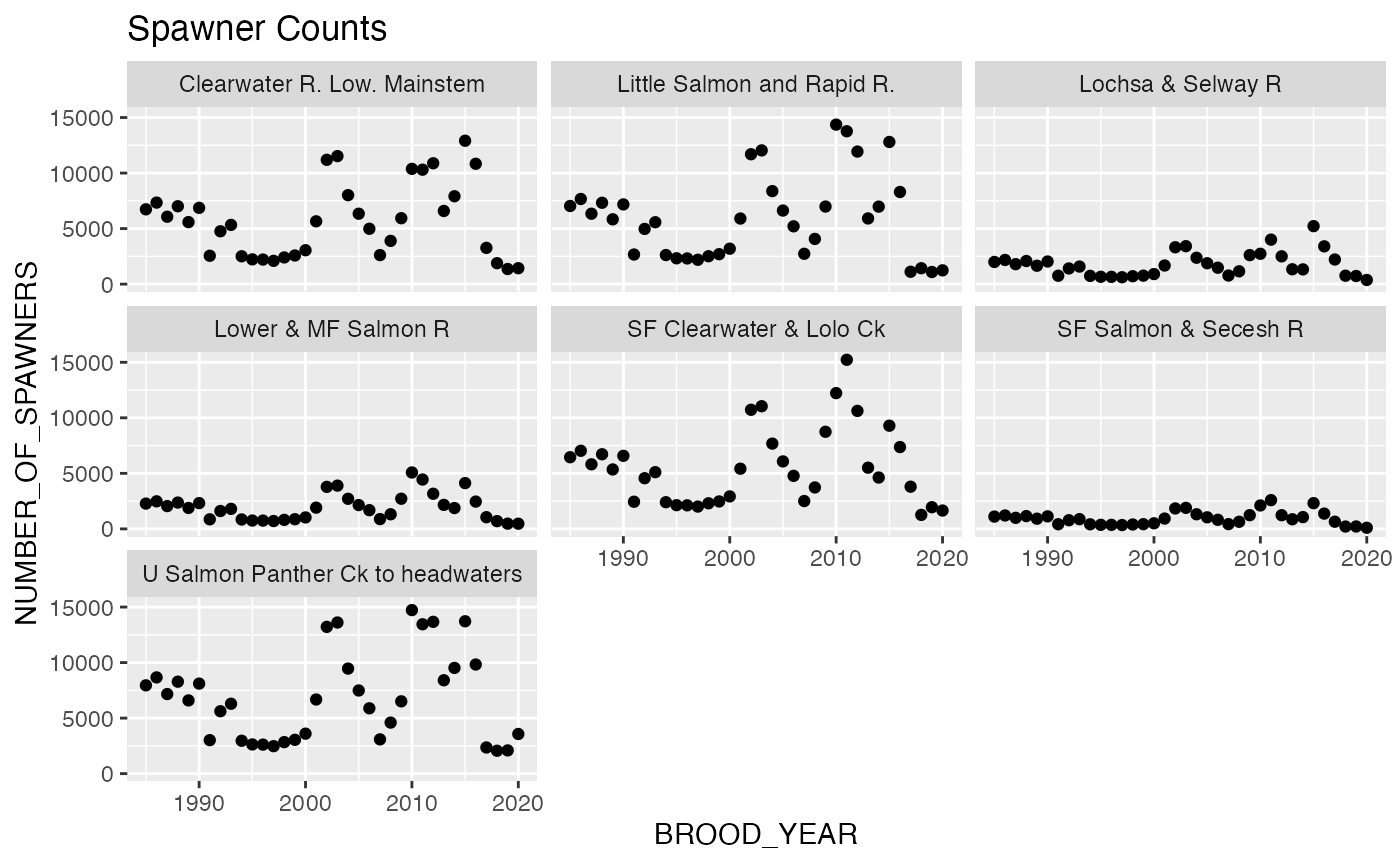 Spawner Counts
Clearwater R. Low. Mainstem
Little Salmon and Rapid R.
Lochsa & Selway R
15000
10000
5000
0
Lower & MF Salmon R
SF Clearwater & Lolo Ck
SF Salmon & Secesh R
15000
10000
5000
0
1990 2000 2010 2020
1990 2000 2010 2020
U Salmon Panther Ck to headwaters
15000
10000
5000
0
1990 2000 2010 2020
NUMBER_OF_SPAWNERS
BROOD_YEAR